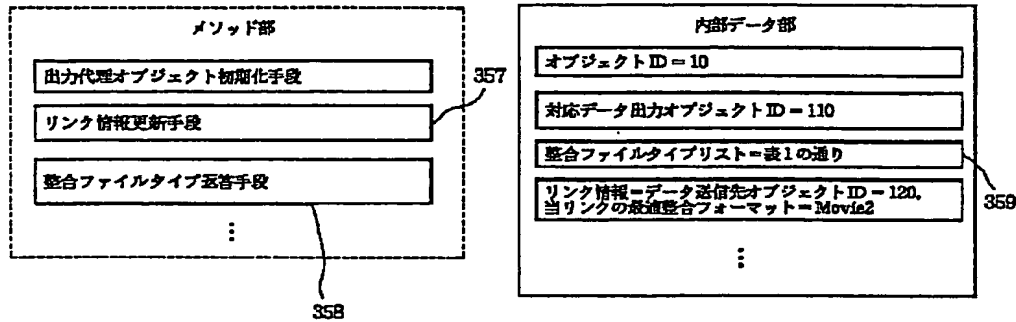 メソッド部
出力代理オブジェクト初期化手段
リンク情報更新手段
整合ファイルタイプ返答手段
357
358
内部データ部
オブジェクトID=10
対応データ出力オブジェクトID=110
整合ファイルタイプリスト=表1の通り
リンク情報=データ送信先オブジェクトID=120,
当リンクの最適整合フォーマット=Movie2
359